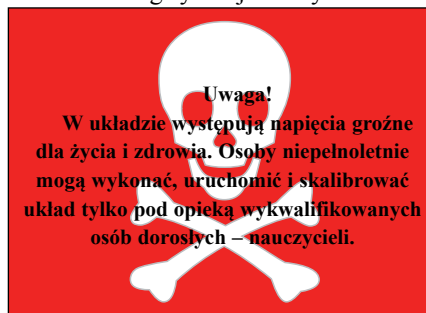 Uwaga!
W układzie występują napięcia groźne
dla życia i zdrowia. Osoby niepełnoletnie
mogą wykonać, uruchomić i skalibrować
układ tylko pod opieką wykwalifikowanych
osób dorosłych – nauczycieli.